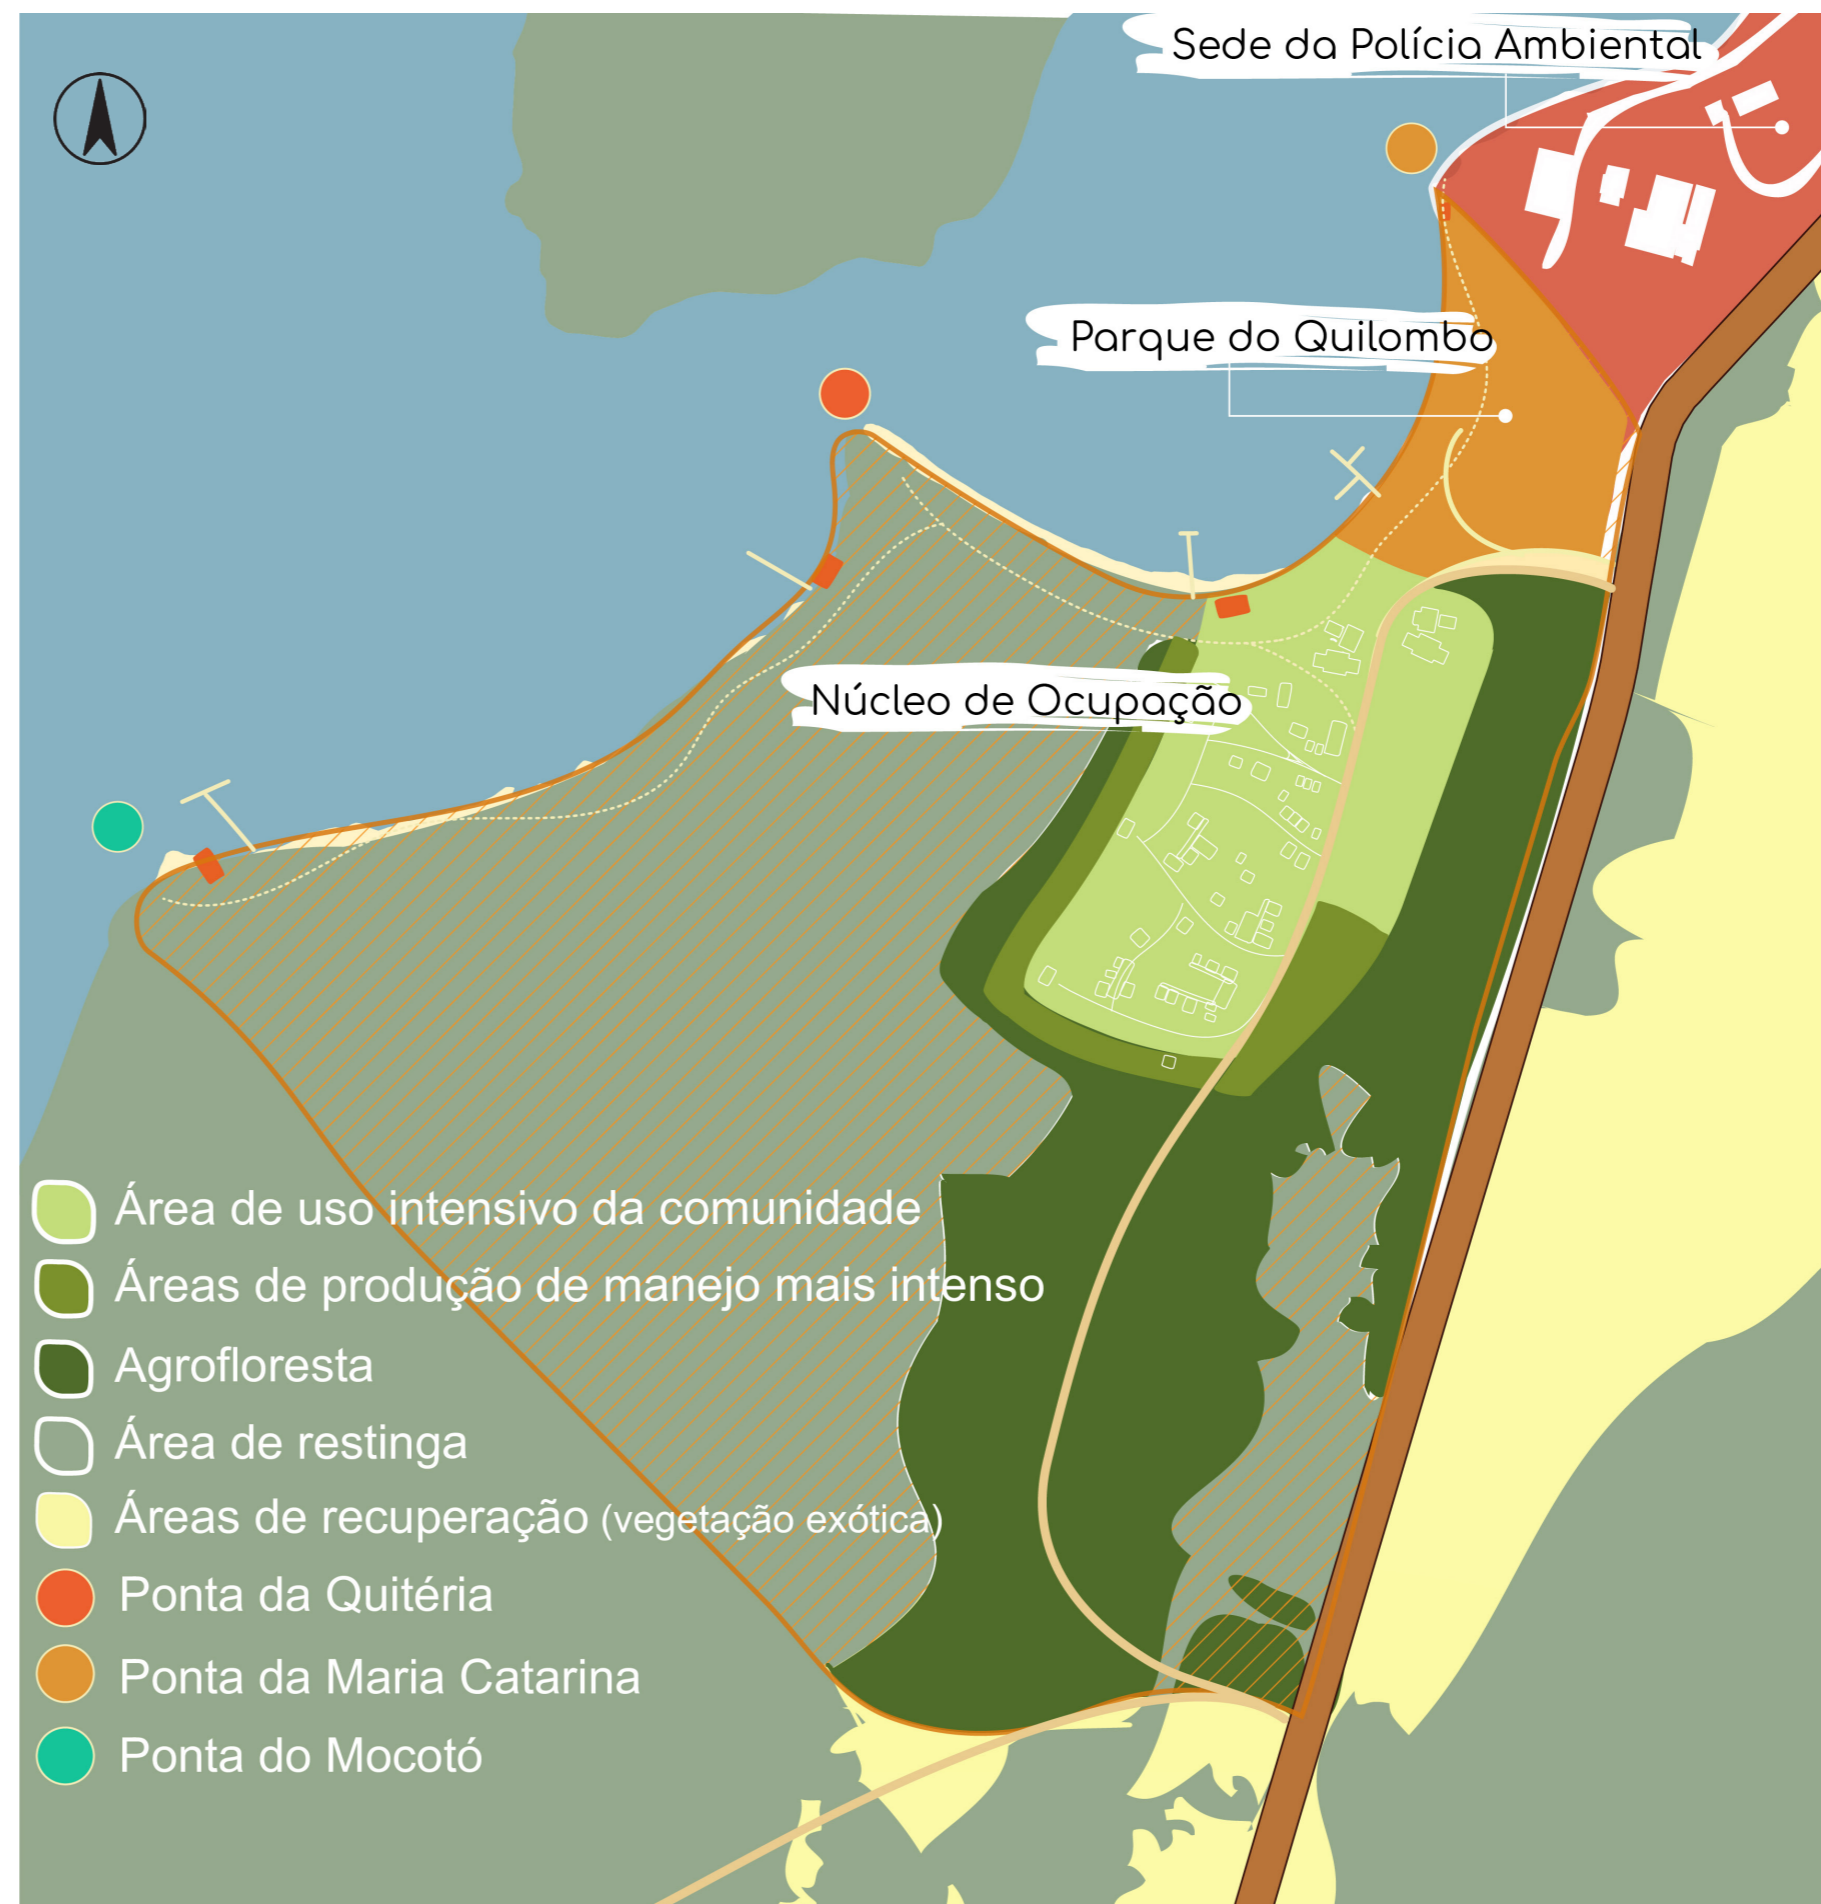 Sede da Polícia Ambiental
Parque do Quilombo
Núcleo de Ocupação
Área de uso intensivo da comunidade
Áreas de produção de manejo mais intenso
Agrofloresta
Área de restinga
Áreas de recuperação (vegetação exótica)
Ponta da Quitéria
Ponta da Maria Catarina
Ponta do Mocotó